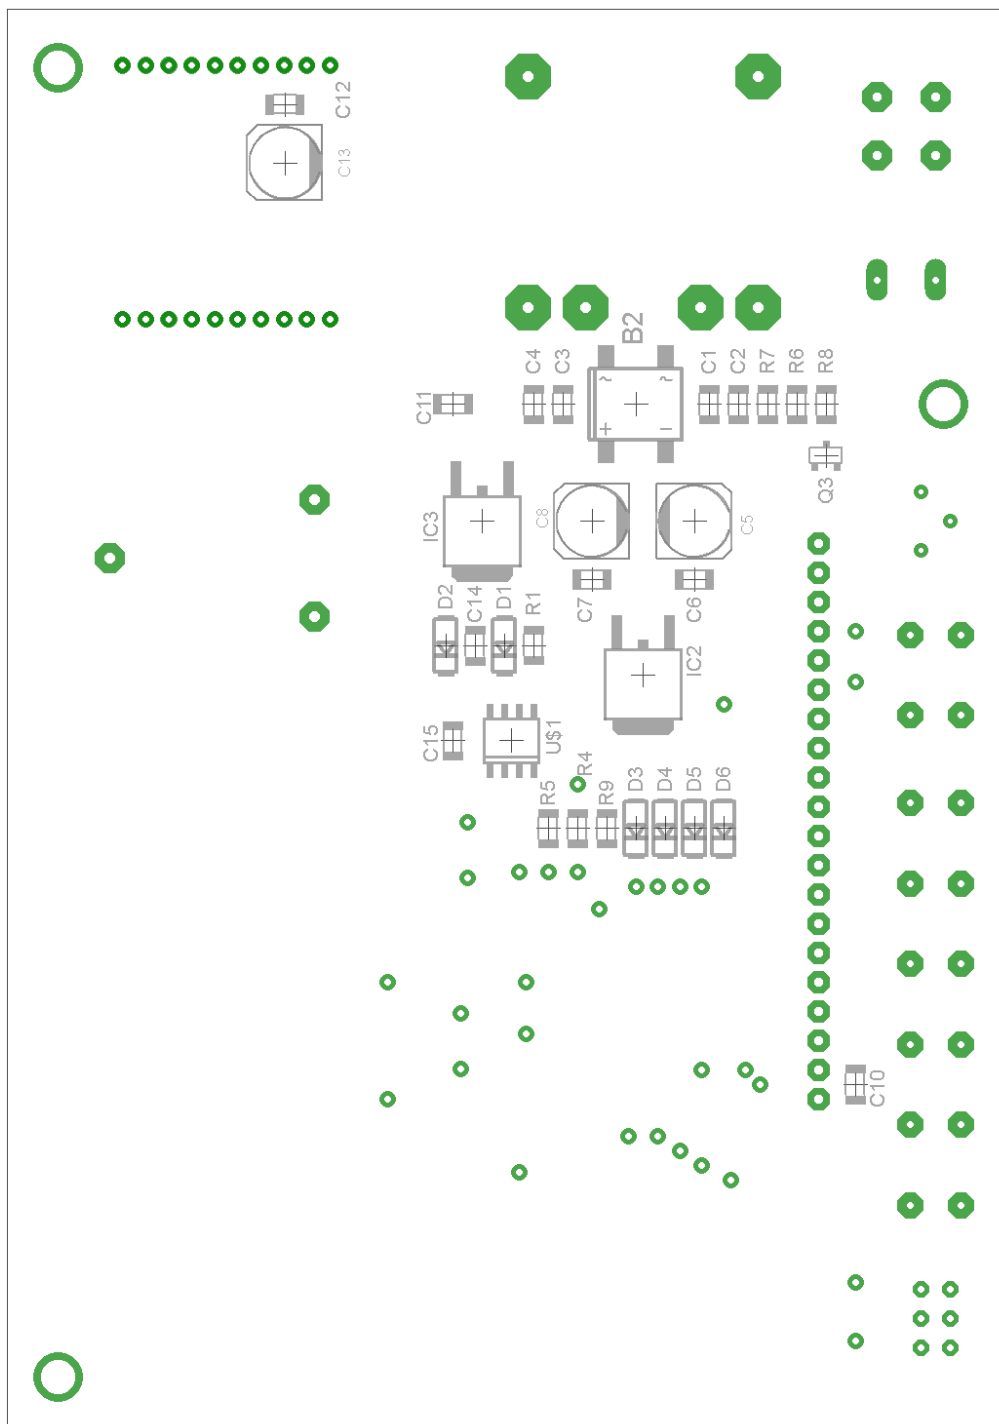 C12
C13
B2
C4
C3
C1
C2
R7
R6
R8
~
~
+
−
C11
Q3
IC3
C8
C5
D2
C14
D1
R1
C7
C6
IC2
C15
U$1
R4
R5
R9
D3
D4
D5
D6
C10